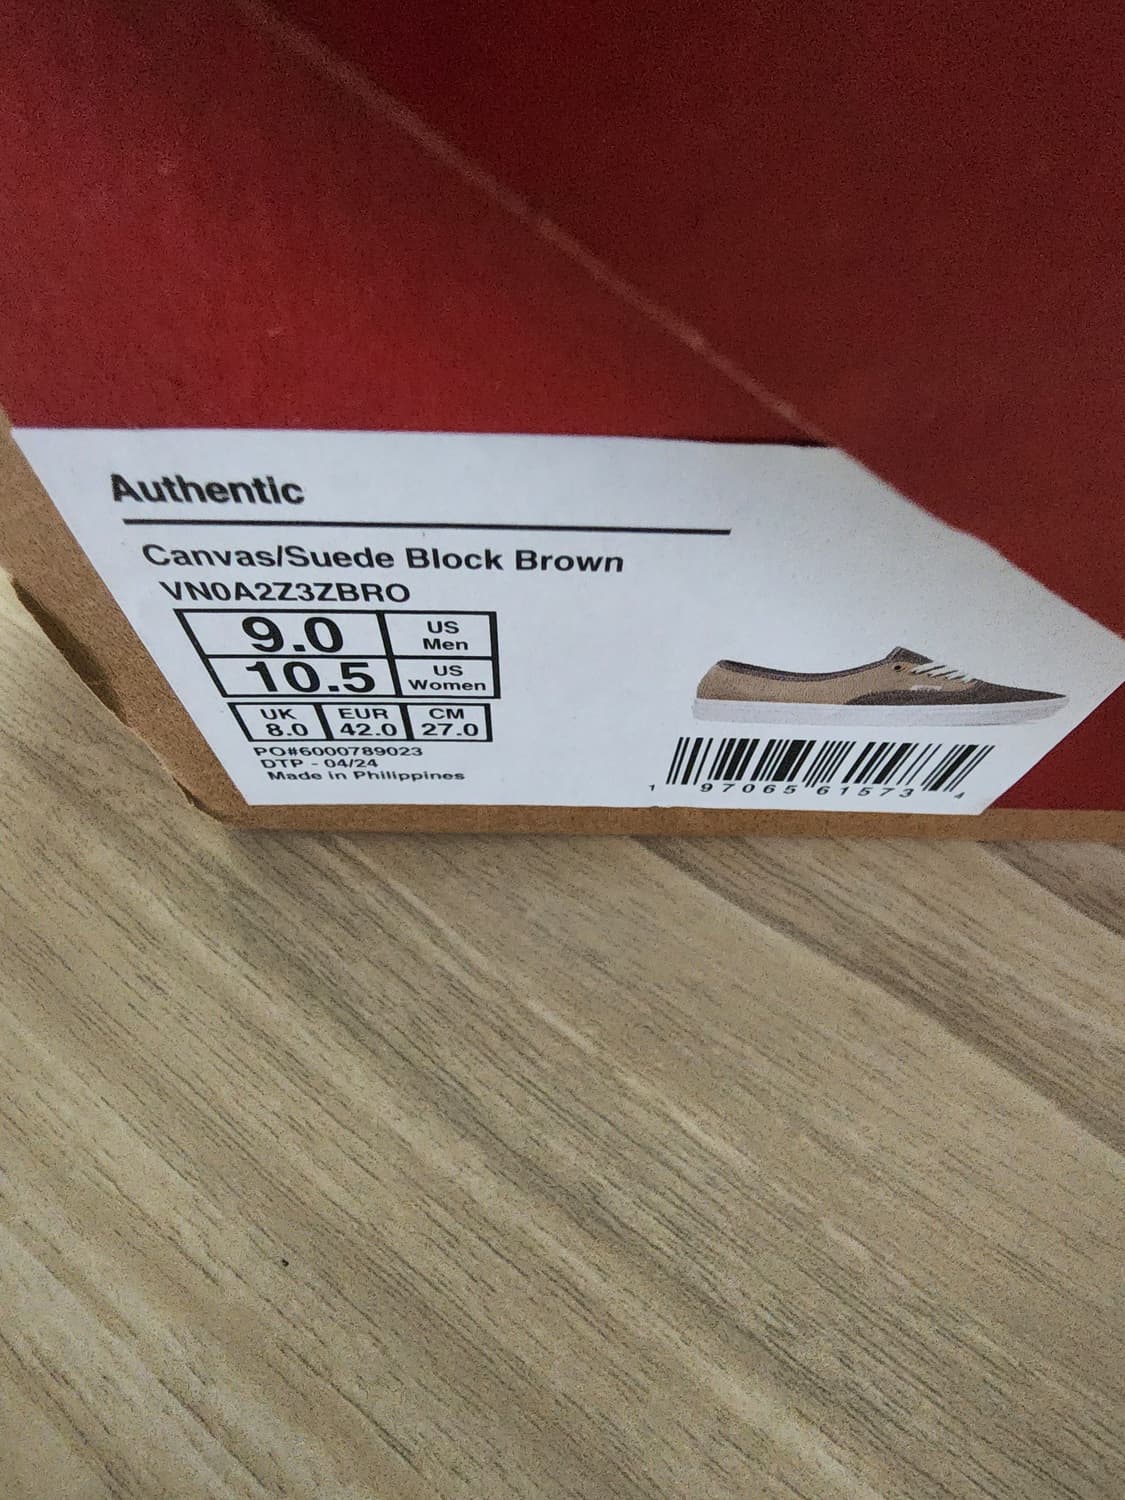 Authentic
Canvas/Suede Block Brown
VN0A2Z3ZBRO
9.0 US Men
10.5 US Women
UK EUR CM
8.0 42.0 27.0
PO#6000789023
DTP - 04/24
Made in Philippines
1 97065 61573 4